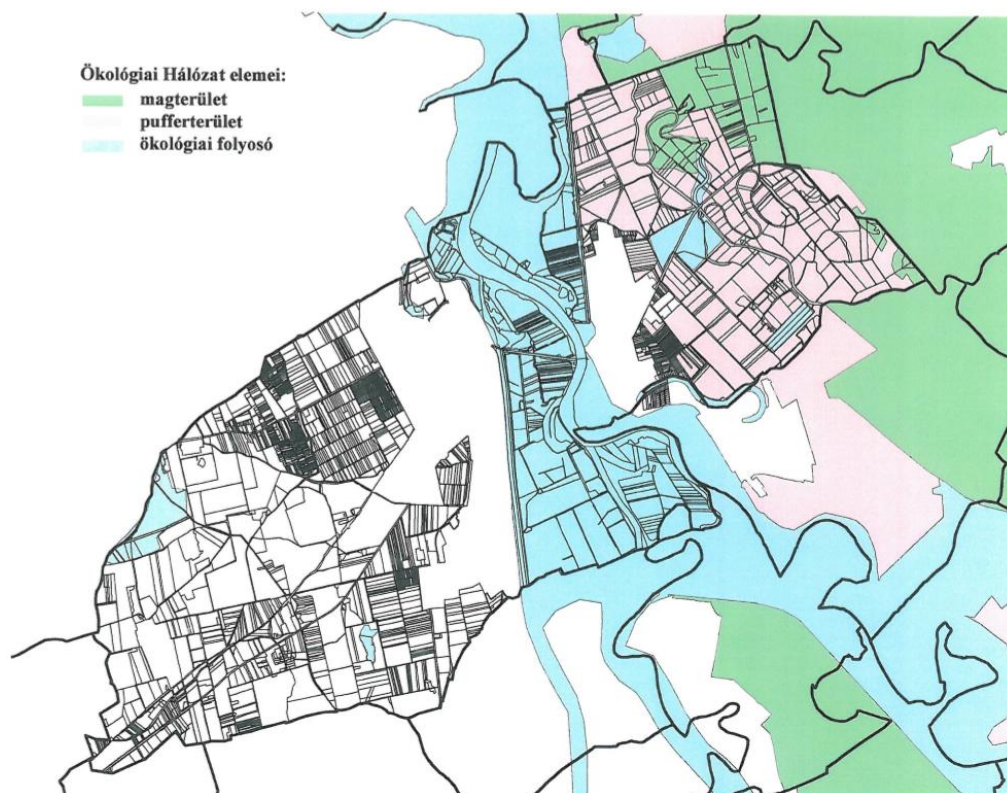 Ökológiai Hálózat elemei:
magterület
pufferterület
ökológiai folyosó